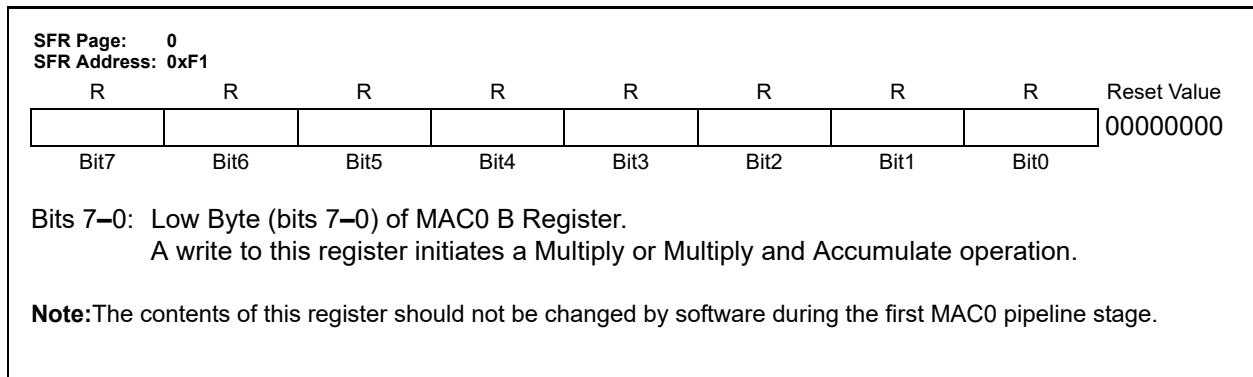 SFR Page: 0
SFR Address: 0xF1
R R R R R R R R Reset Value
00000000
Bit7 Bit6 Bit5 Bit4 Bit3 Bit2 Bit1 Bit0
Bits 7–0: Low Byte (bits 7–0) of MAC0 B Register.
A write to this register initiates a Multiply or Multiply and Accumulate operation.
Note:The contents of this register should not be changed by software during the first MAC0 pipeline stage.